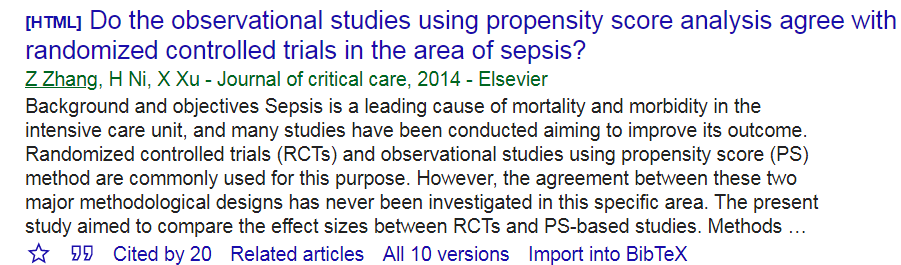 [HTML] Do the observational studies using propensity score analysis agree with
randomized controlled trials in the area of sepsis?
Z Zhang, H Ni, X Xu - Journal of critical care, 2014 - Elsevier
Background and objectives Sepsis is a leading cause of mortality and morbidity in the
intensive care unit, and many studies have been conducted aiming to improve its outcome.
Randomized controlled trials (RCTs) and observational studies using propensity score (PS)
method are commonly used for this purpose. However, the agreement between these two
major methodological designs has never been investigated in this specific area. The present
study aimed to compare the effect sizes between RCTs and PS-based studies. Methods ...
Cited by 20 Related articles All 10 versions Import into BibTeX